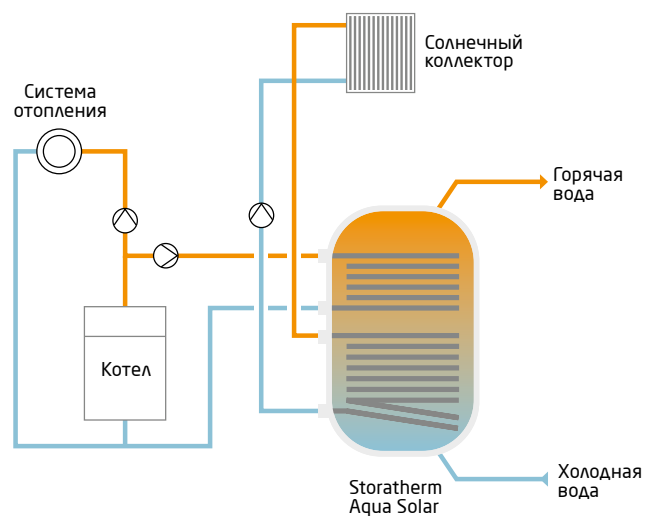 Солнечный
коллектор
Система
отопления
Горячая
вода
Котел
Холодная
вода
Storatherm
Aqua Solar